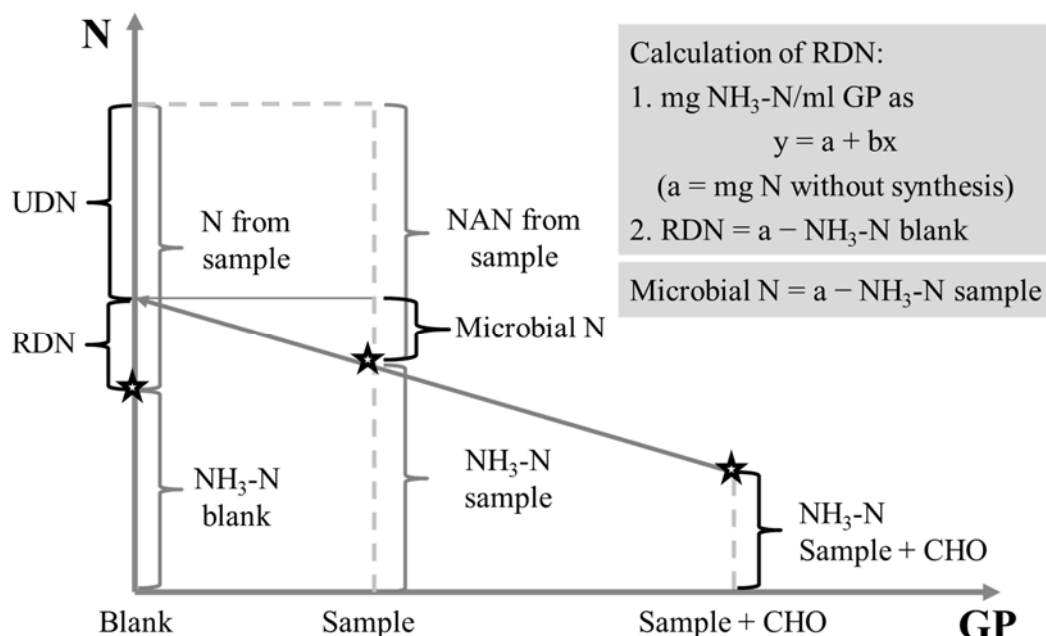 N
Calculation of RDN:
1. mg NH₃-N/ml GP as
y = a + bx
(a = mg N without synthesis)
2. RDN = a − NH₃-N blank
Microbial N = a − NH₃-N sample
UDN
N from
sample
NAN from
sample
RDN
Microbial N
NH₃-N
blank
NH₃-N
sample
NH₃-N
Sample + CHO
Blank
Sample
Sample + CHO
GP